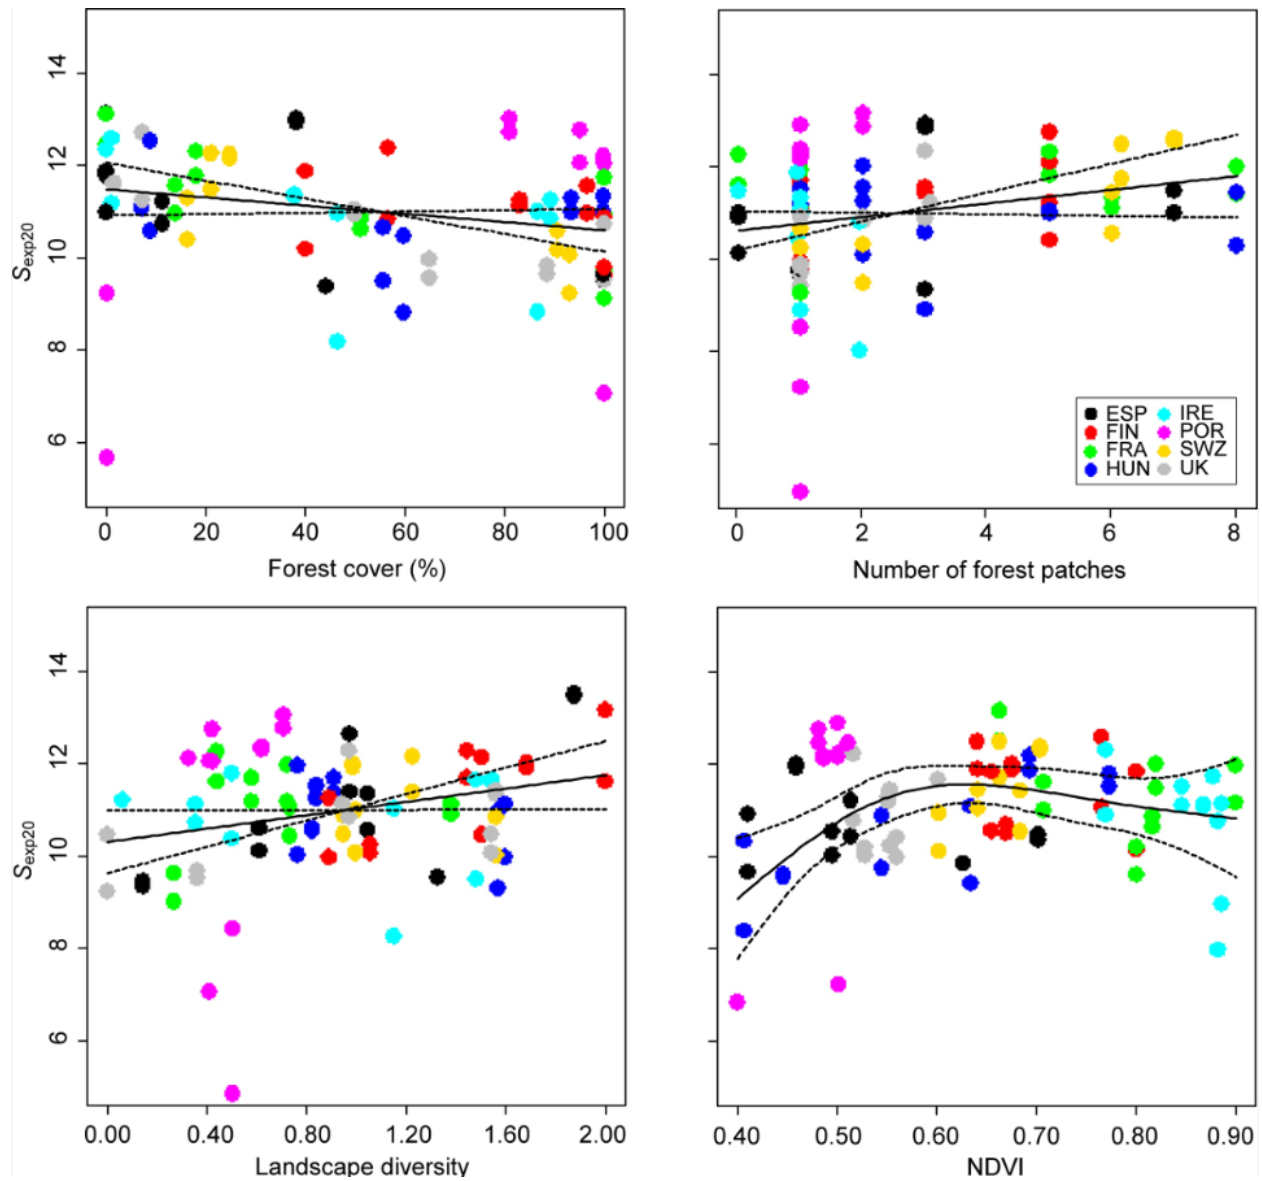 14
12
10
8
6
S_exp20
0 20 40 60 80 100
Forest cover (%)
0 2 4 6 8
Number of forest patches
ESP IRE
FIN POR
FRA SWZ
HUN UK
14
12
10
8
6
S_exp20
0.00 0.40 0.80 1.20 1.60 2.00
Landscape diversity
0.40 0.50 0.60 0.70 0.80 0.90
NDVI